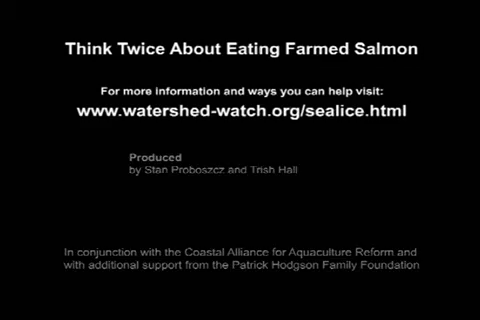 Think Twice About Eating Farmed Salmon
For more information and ways you can help visit:
www.watershed-watch.org/sealice.html
Produced
by Stan Proboszcz and Trish Hall
In conjunction with the Coastal Alliance for Aquaculture Reform and
with additional support from the Patrick Hodgson Family Foundation